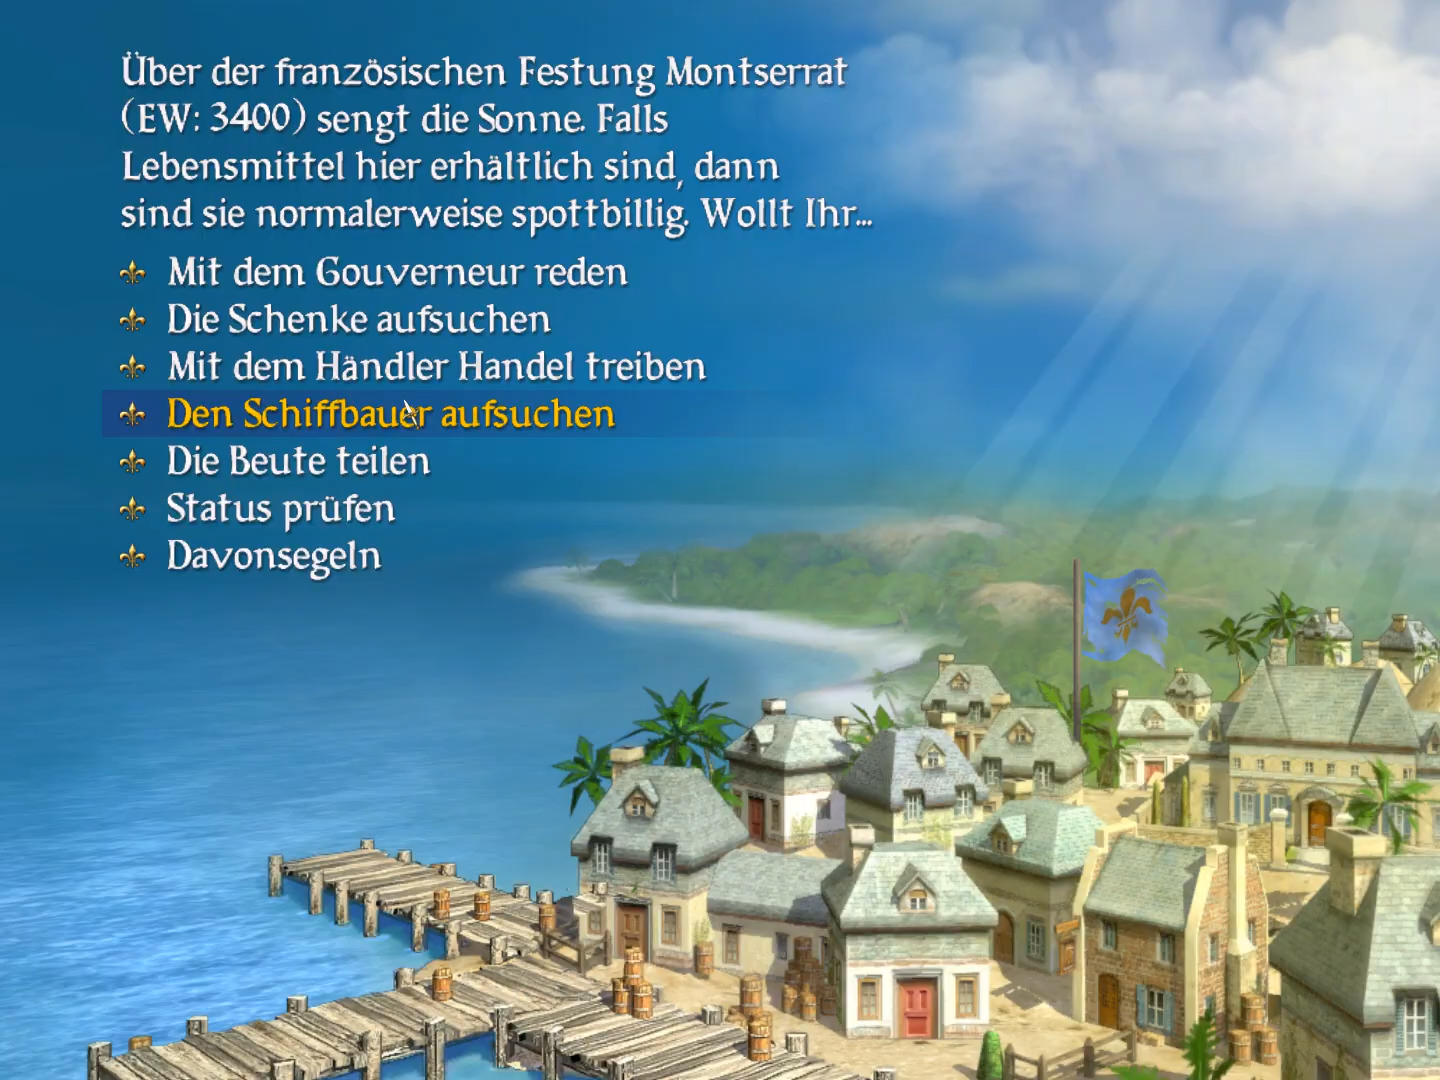 Über der französischen Festung Montserrat
(EW: 3400) sengt die Sonne. Falls
Lebensmittel hier erhältlich sind, dann
sind sie normalerweise spottbillig. Wollt Ihr...
Mit dem Gouverneur reden
Die Schenke aufsuchen
Mit dem Händler Handel treiben
Den Schiffbauer aufsuchen
Die Beute teilen
Status prüfen
Davonsegeln